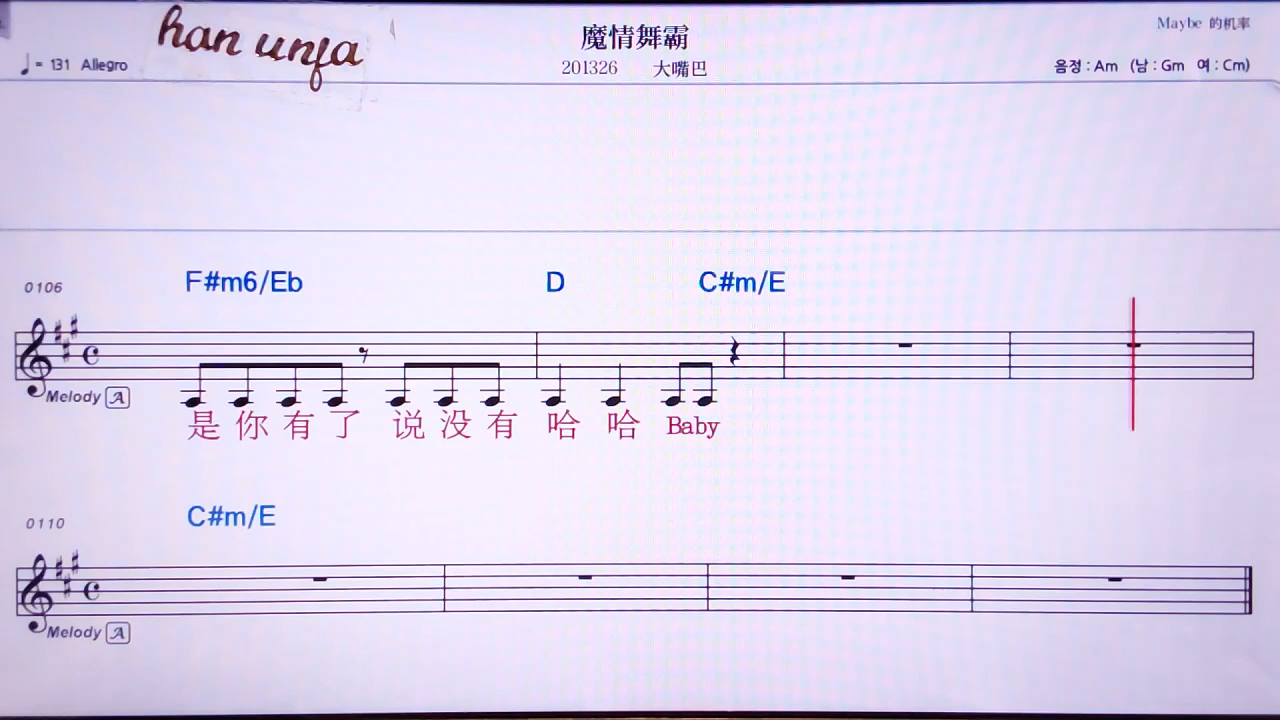 han unfa
魔情舞霸
Maybe 的机率
♩= 131 Allegro
201326 大嘴巴
음정 : Am (남 : Gm 여 : Cm)
0106
F#m6/Eb D C#m/E
Melody A
是 你 有 了 说 没 有 哈 哈 Baby
0110
C#m/E
Melody A